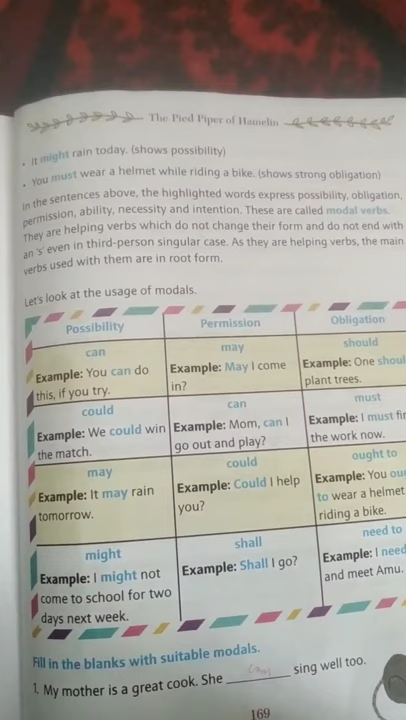 The Pied Piper of Hamelin
• It might rain today. (shows possibility)
• You must wear a helmet while riding a bike. (shows strong obligation)
In the sentences above, the highlighted words express possibility, obligation,
permission, ability, necessity and intention. These are called modal verbs.
They are helping verbs which do not change their form and do not end with
an 's' even in third-person singular case. As they are helping verbs, the main
verbs used with them are in root form.
Let's look at the usage of modals.
Possibility Permission Obligation
can may should
Example: You can do Example: May I come Example: One
this, if you try. in? plant trees.
could can must
Example: We could win Example: Mom, can I Example: I must
the match. go out and play? the work now.
may could ought to
Example: It may rain Example: Could I help Example: You
tomorrow. you? to wear a helmet
riding a bike.
might shall need to
Example: I might not Example: Shall I go? Example: I need
come to school for two and meet Amu.
days next week.
Fill in the blanks with suitable modals.
1. My mother is a great cook. She can sing well too.
169